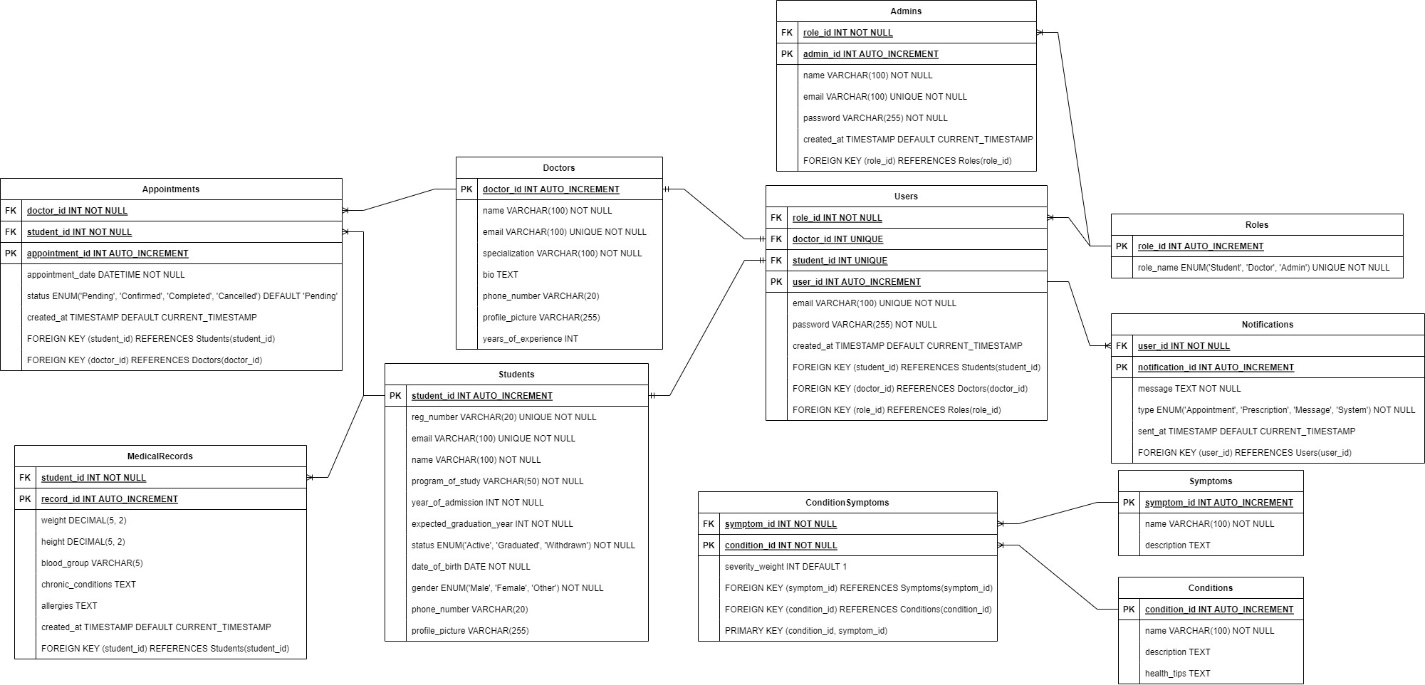 Admins
FK role_id INT NOT NULL
PK admin_id INT AUTO_INCREMENT
name VARCHAR(100) NOT NULL
email VARCHAR(100) UNIQUE NOT NULL
password VARCHAR(255) NOT NULL
created_at TIMESTAMP DEFAULT CURRENT_TIMESTAMP
FOREIGN KEY (role_id) REFERENCES Roles(role_id)
Doctors
PK doctor_id INT AUTO_INCREMENT
name VARCHAR(100) NOT NULL
email VARCHAR(100) UNIQUE NOT NULL
specialization VARCHAR(100) NOT NULL
bio TEXT
phone_number VARCHAR(20)
profile_picture VARCHAR(255)
years_of_experience INT
Appointments
FK doctor_id INT NOT NULL
FK student_id INT NOT NULL
PK appointment_id INT AUTO_INCREMENT
appointment_date DATETIME NOT NULL
status ENUM('Pending', 'Confirmed', 'Completed', 'Cancelled') DEFAULT 'Pending'
created_at TIMESTAMP DEFAULT CURRENT_TIMESTAMP
FOREIGN KEY (student_id) REFERENCES Students(student_id)
FOREIGN KEY (doctor_id) REFERENCES Doctors(doctor_id)
Users
FK role_id INT NOT NULL
FK doctor_id INT UNIQUE
FK student_id INT UNIQUE
PK user_id INT AUTO_INCREMENT
email VARCHAR(100) UNIQUE NOT NULL
password VARCHAR(255) NOT NULL
created_at TIMESTAMP DEFAULT CURRENT_TIMESTAMP
FOREIGN KEY (student_id) REFERENCES Students(student_id)
FOREIGN KEY (doctor_id) REFERENCES Doctors(doctor_id)
FOREIGN KEY (role_id) REFERENCES Roles(role_id)
Roles
PK role_id INT AUTO_INCREMENT
role_name ENUM('Student', 'Doctor', 'Admin') UNIQUE NOT NULL
Notifications
FK user_id INT NOT NULL
PK notification_id INT AUTO_INCREMENT
message TEXT NOT NULL
type ENUM('Appointment', 'Prescription', 'Message', 'System') NOT NULL
sent_at TIMESTAMP DEFAULT CURRENT_TIMESTAMP
FOREIGN KEY (user_id) REFERENCES Users(user_id)
Students
PK student_id INT AUTO_INCREMENT
reg_number VARCHAR(20) UNIQUE NOT NULL
email VARCHAR(100) UNIQUE NOT NULL
name VARCHAR(100) NOT NULL
program_of_study VARCHAR(50) NOT NULL
year_of_admission INT NOT NULL
expected_graduation_year INT NOT NULL
status ENUM('Active', 'Graduated', 'Withdrawn') NOT NULL
date_of_birth DATE NOT NULL
gender ENUM('Male', 'Female', 'Other') NOT NULL
phone_number VARCHAR(20)
profile_picture VARCHAR(255)
MedicalRecords
FK student_id INT NOT NULL
PK record_id INT AUTO_INCREMENT
weight DECIMAL(5, 2)
height DECIMAL(5, 2)
blood_group VARCHAR(5)
chronic_conditions TEXT
allergies TEXT
created_at TIMESTAMP DEFAULT CURRENT_TIMESTAMP
FOREIGN KEY (student_id) REFERENCES Students(student_id)
ConditionSymptoms
FK symptom_id INT NOT NULL
PK condition_id INT NOT NULL
severity_weight INT DEFAULT 1
FOREIGN KEY (symptom_id) REFERENCES Symptoms(symptom_id)
FOREIGN KEY (condition_id) REFERENCES Conditions(condition_id)
PRIMARY KEY (condition_id, symptom_id)
Symptoms
PK symptom_id INT AUTO_INCREMENT
name VARCHAR(100) NOT NULL
description TEXT
Conditions
PK condition_id INT AUTO_INCREMENT
name VARCHAR(100) NOT NULL
description TEXT
health_tips TEXT